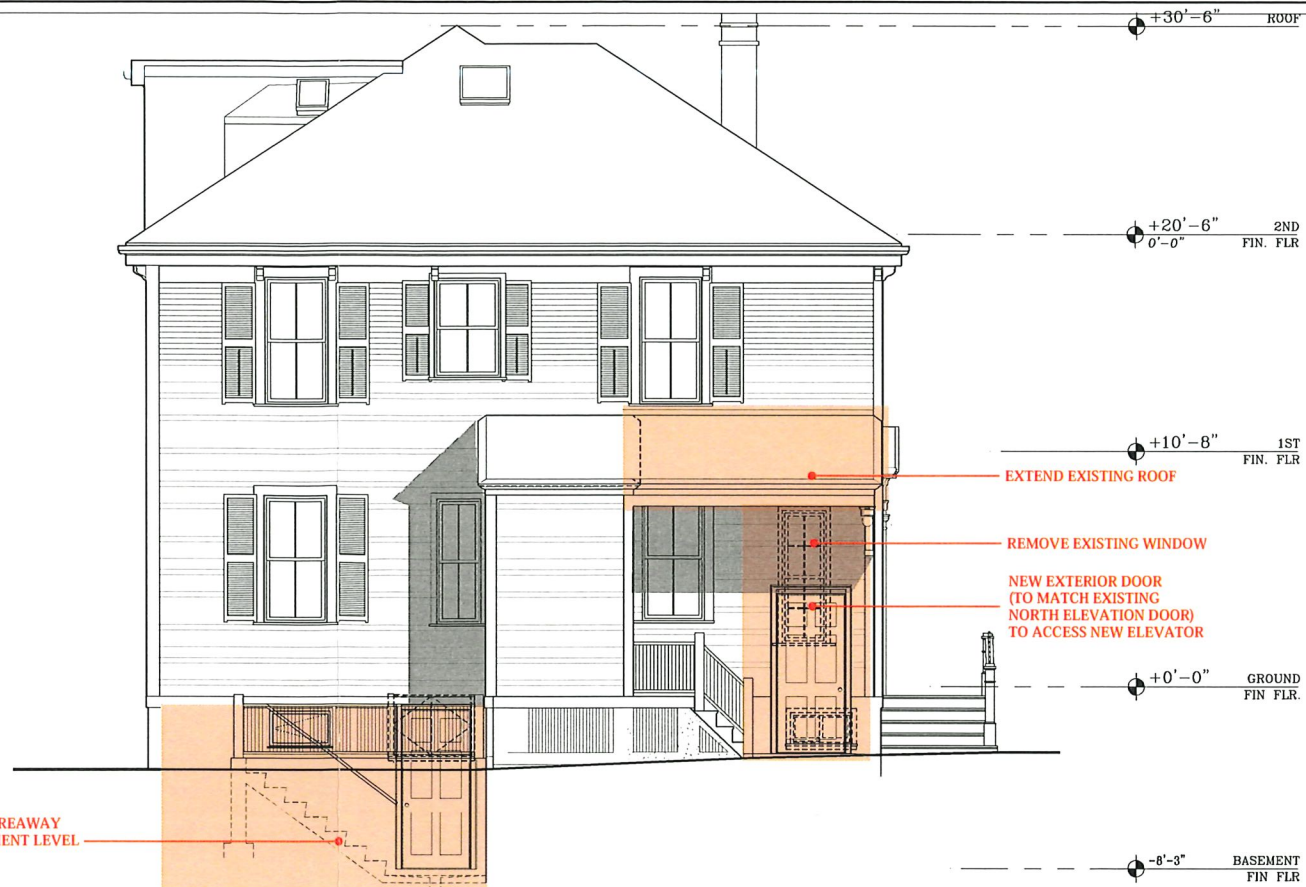 +30'-6" ROOF
+20'-6" 2ND
0'-0" FIN. FLR
+10'-8" 1ST
FIN. FLR
EXTEND EXISTING ROOF
REMOVE EXISTING WINDOW
NEW EXTERIOR DOOR
(TO MATCH EXISTING
NORTH ELEVATION DOOR)
TO ACCESS NEW ELEVATOR
+0'-0" GROUND
FIN FLR.
REAWAY
ENT LEVEL
-8'-3" BASEMENT
FIN FLR